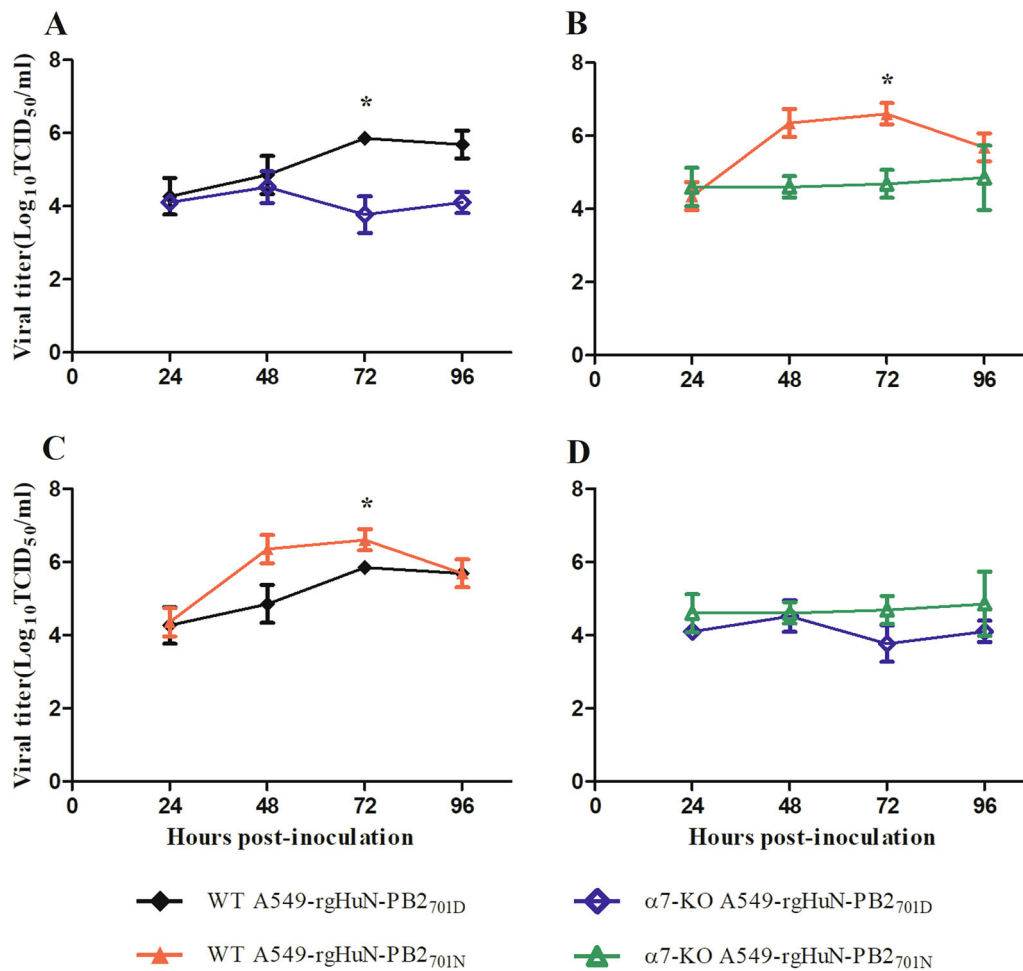 A
B
Viral titer(Log10TCID50/ml)
8
6
4
2
0
*
0 24 48 72 96
8
6
4
2
0
*
0 24 48 72 96
C
D
Viral titer(Log10TCID50/ml)
8
6
4
2
0
*
0 24 48 72 96
Hours post-inoculation
8
6
4
2
0
0 24 48 72 96
Hours post-inoculation
WT A549-rgHuN-PB2701D
α7-KO A549-rgHuN-PB2701D
WT A549-rgHuN-PB2701N
α7-KO A549-rgHuN-PB2701N